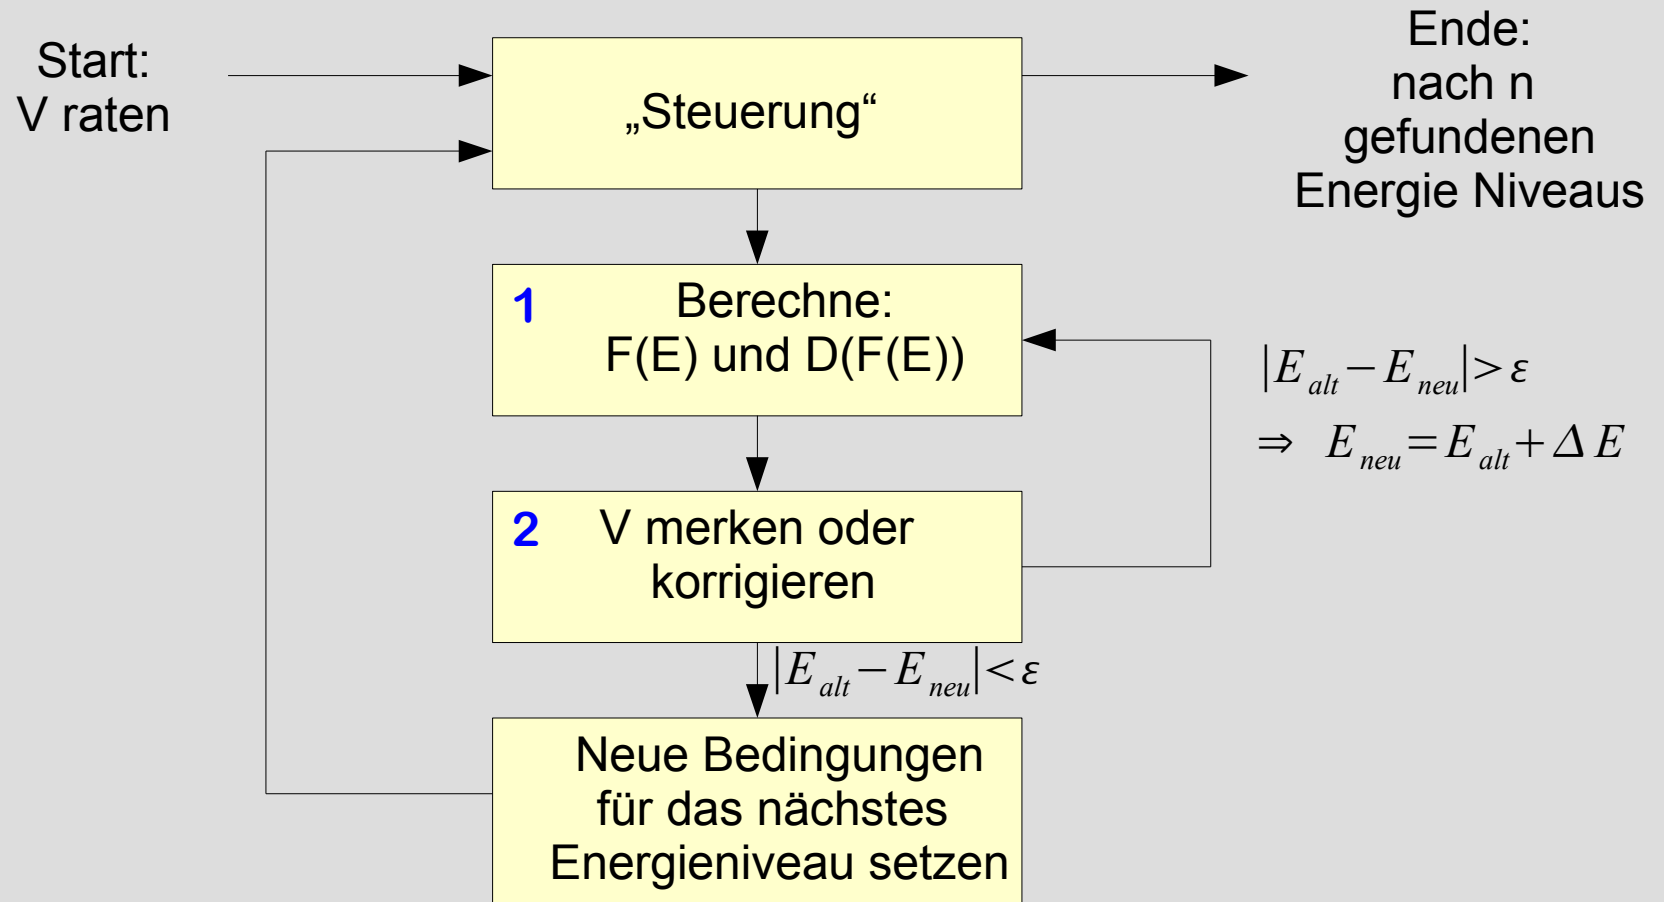 Start:
V raten
„Steuerung“
Ende:
nach n
gefundenen
Energie Niveaus
1 Berechne:
F(E) und D(F(E))
|E_alt − E_neu| > ε
⇒ E_neu = E_alt + Δ E
2 V merken oder
korrigieren
|E_alt − E_neu| < ε
Neue Bedingungen
für das nächstes
Energieniveau setzen